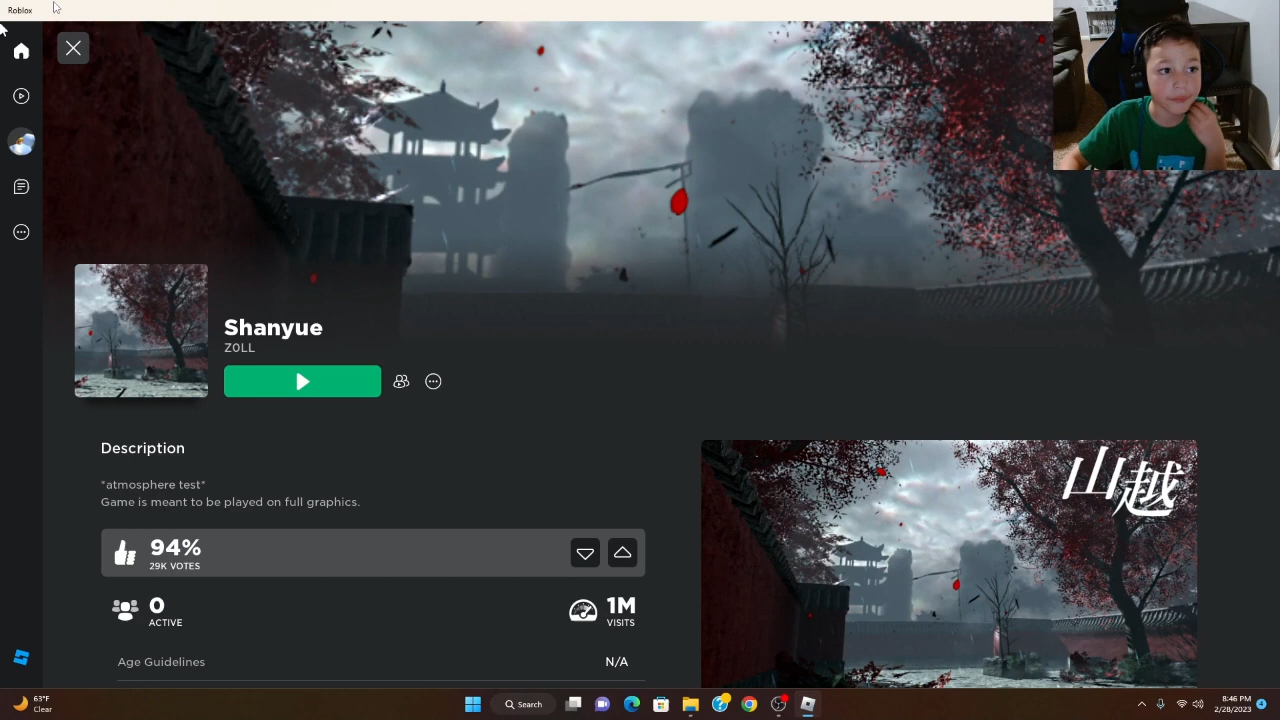 Roblox
Shanyue
ZOLL
Description
*atmosphere test*
Game is meant to be played on full graphics.
94%
29K VOTES
0
ACTIVE
1M
VISITS
Age Guidelines
N/A
山越
63°F
Clear
Search
8:46 PM
2/28/2023
4